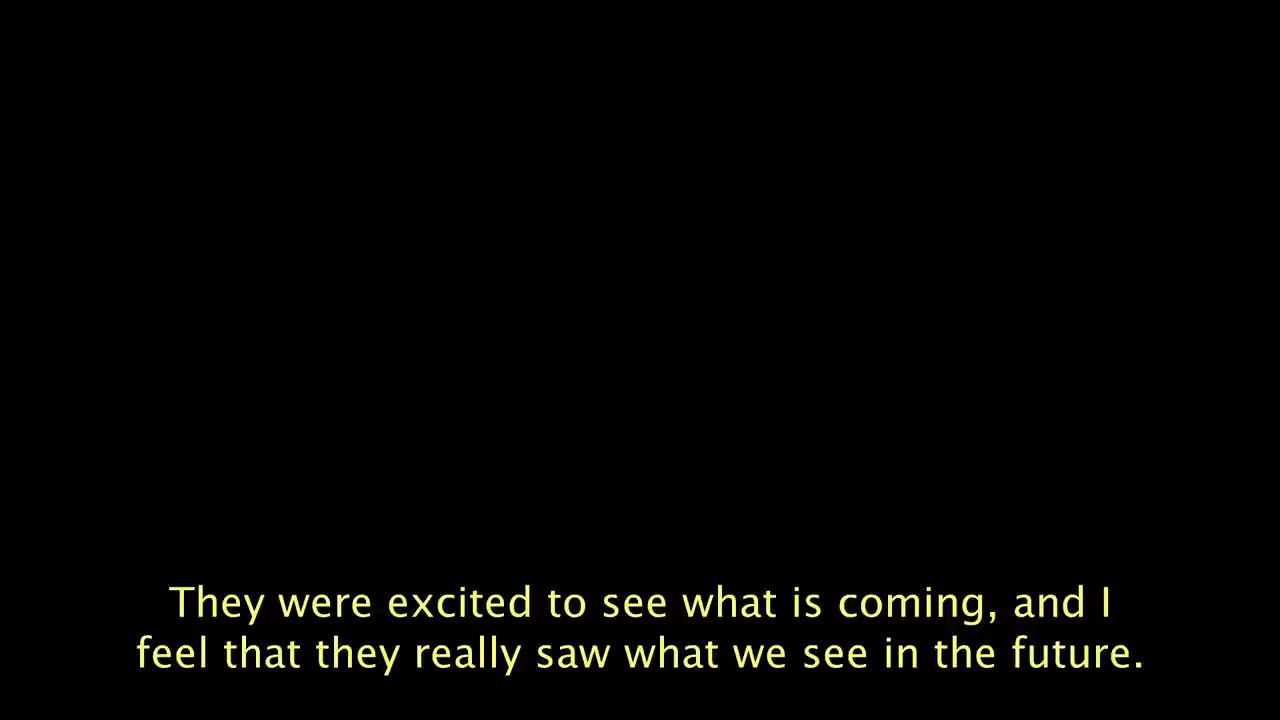 They were excited to see what is coming, and I
feel that they really saw what we see in the future.